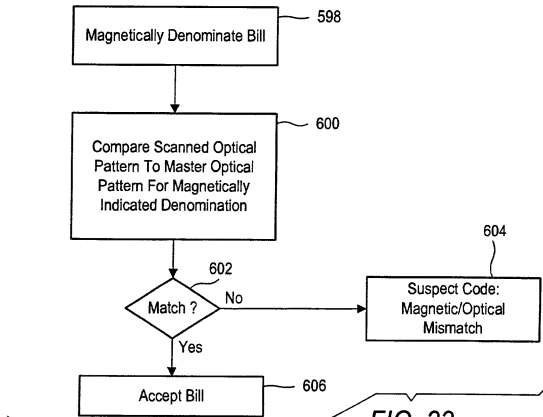 Magnetically Denominate Bill
598
Compare Scanned Optical
Pattern To Master Optical
Pattern For Magnetically
Indicated Denomination
600
602
Match ?
No
604
Suspect Code:
Magnetic/Optical
Mismatch
Yes
Accept Bill
606